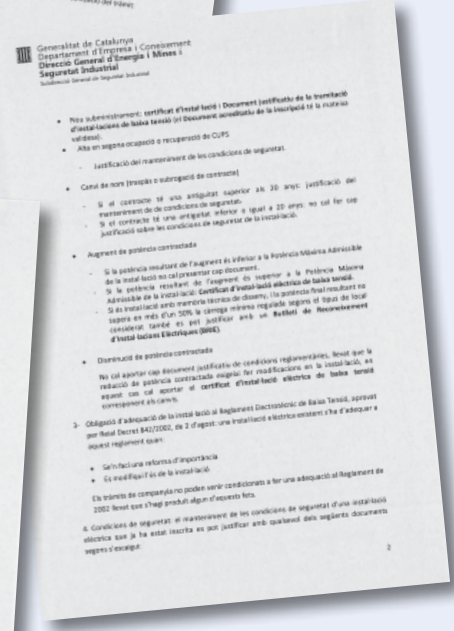 Generalitat de Catalunya
Departament d'Empresa i Coneixement
Direcció General d'Energia i Mines i
Seguretat Industrial
Subdirecció General de Seguretat Industrial
• Nou subministrament: certificat d'instal·lació i Document justificatiu de la tramitació
d'instal·lacions de baixa tensió (el Document acreditatiu de la inscripció té la mateixa
validesa).
• Alta en segona ocupació o recuperació de CUPS
- Justificació del manteniment de les condicions de seguretat.
• Canvi de nom (traspàs o subrogació de contracte)
- Si el contracte té una antiguitat superior als 20 anys: justificació del
manteniment de de condicions de seguretat.
- Si el contracte té una antiguitat inferior o igual a 20 anys: no cal fer cap
justificació sobre les condicions de seguretat de la instal·lació.
• Augment de potència contractada
- Si la potència resultant de l'augment és inferior a la Potència Màxima Admissible
de la instal·lació no cal presentar cap document.
- Si la potència resultant de l'augment és superior a la Potència Màxima
Admissible de la instal·lació: Certificat d'instal·lació elèctrica de baixa tensió.
- Si és instal·lació amb memòria tècnica de disseny, i la potència final resultant no
supera en més d'un 50% la càrrega mínima regulada segons el tipus de local
considerat també es pot justificar amb un Butlletí de Reconeixement
d'Instal·lacions Elèctriques (BRIE).
• Disminució de potència contractada
No cal aportar cap document justificatiu de condicions reglamentàries, llevat que la
reducció de potència contractada exigeixi fer modificacions en la instal·lació, en
aquest cas cal aportar el certificat d'instal·lació elèctrica de baixa tensió
corresponent als canvis.
3- Obligació d'adequació de la instal·lació al Reglament Electrotècnic de Baixa Tensió, aprovat
per Reial Decret 842/2002, de 2 d'agost: una instal·lació elèctrica existent s'ha d'adequar a
aquest reglament quan:
• Se'n faci una reforma d'importància
• Es modifiqui l'ús de la instal·lació
Els tràmits de companyia no poden venir condicionats a fer una adequació al Reglament de
2002 llevat que s'hagi produït algun d'aquests fets.
4. Condicions de seguretat: el manteniment de les condicions de seguretat d'una instal·lació
elèctrica que ja ha estat inscrita es pot justificar amb qualsevol dels següents documents
segons s'escaigui:
2